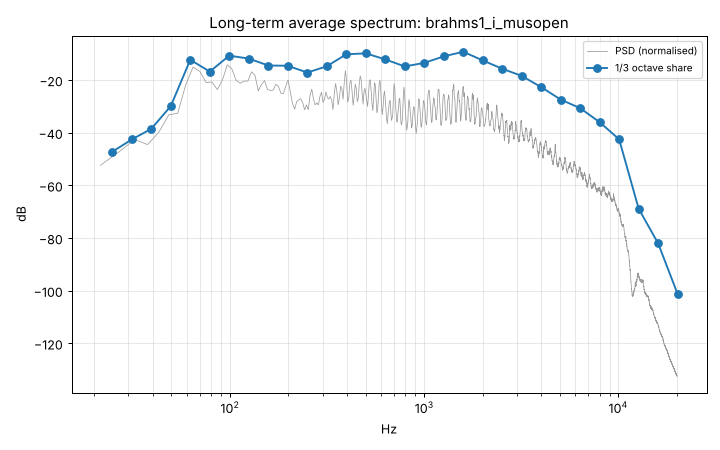 Long-term average spectrum: brahms1_i_musopen
PSD (normalised)
1/3 octave share
dB
−20
−40
−60
−80
−100
−120
10²
10³
10⁴
Hz